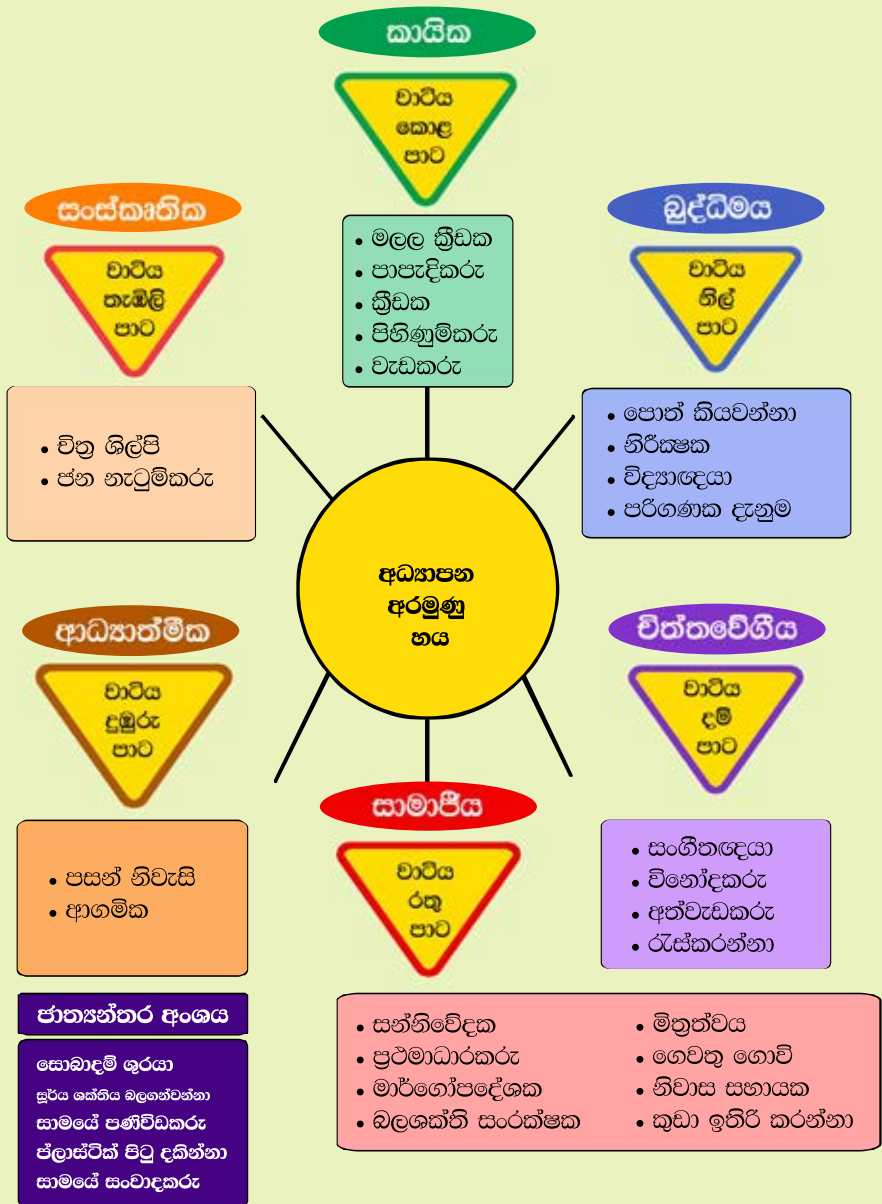 කායික
වාටිය
කොළ
පාට
• මලල ක්‍රීඩක
• පාපැදිකරු
• ක්‍රීඩක
• පිහිණුම්කරු
• වැඩකරු
සංස්කෘතික
වාටිය
තැඹිලි
පාට
• චිත්‍ර ශිල්පි
• ජන නැටුම්කරු
බුද්ධිමය
වාටිය
නිල්
පාට
• පොත් කියවන්නා
• නිරීක්‍ෂක
• විද්‍යාඥයා
• පරිගණක දැනුම
අධ්‍යාපන
අරමුණු
හය
ආධ්‍යාත්මික
වාටිය
දුඹුරු
පාට
• පසන් නිවැසි
• ආගමික
චිත්තවේගීය
වාටිය
දම්
පාට
• සංගීතඥයා
• විනෝදකරු
• අත්වැඩකරු
• රැස්කරන්නා
සාමාජීය
වාටිය
රතු
පාට
• සන්නිවේදක
• ප්‍රථමාධාරකරු
• මාර්ගෝපදේශක
• බලශක්ති සංරක්ෂක
• මිත්‍රත්වය
• ගෙවතු ගොවි
• නිවාස සහායක
• කුඩා ඉතිරි කරන්නා
ජාත්‍යන්තර අංශය
සොබාදම් ශුරයා
සූර්ය ශක්තිය බලගන්වන්නා
සාමයේ පණිවිඩකරු
ප්ලාස්ටික් පිටු දකින්නා
සාමයේ සංවාදකරු